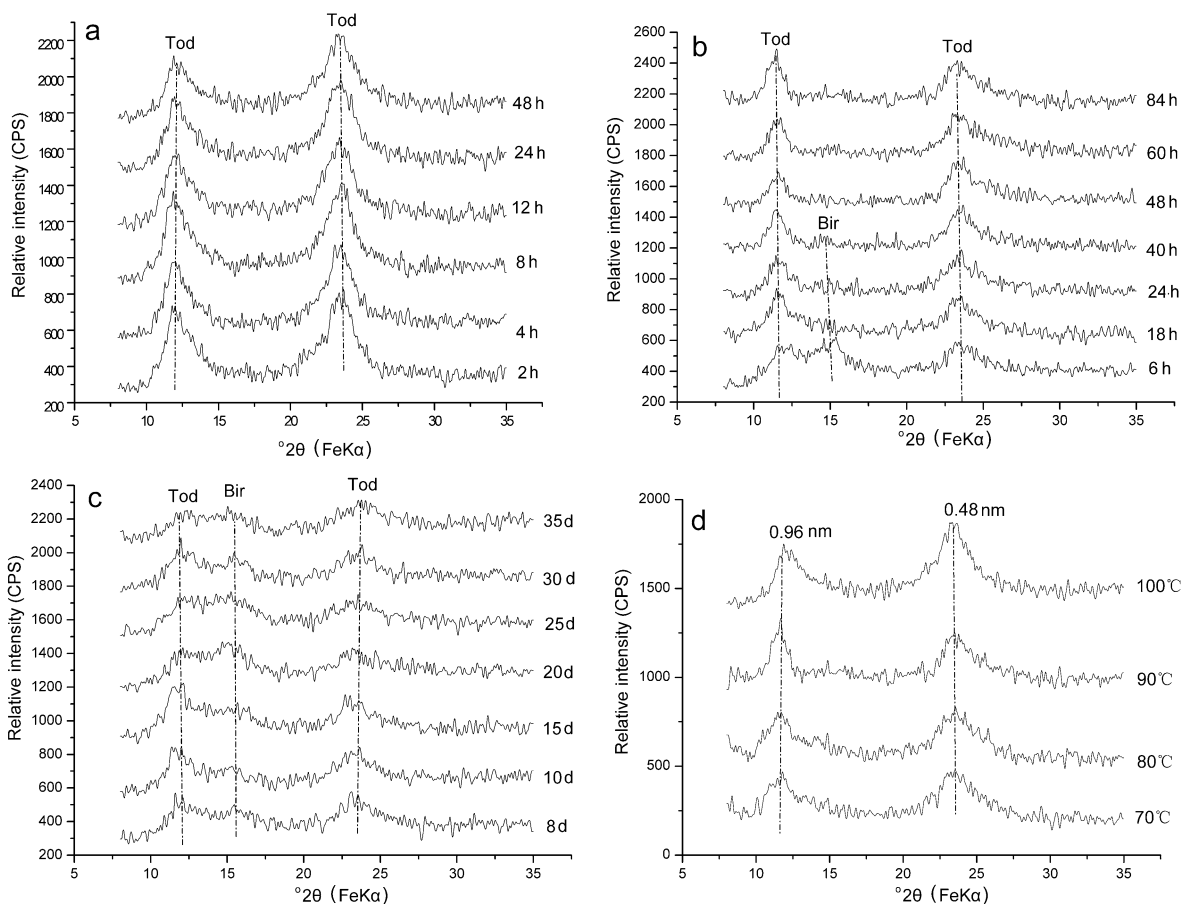 a
Tod
Tod
2200
2000
1800
1600
1400
1200
1000
800
600
400
200
48 h
24 h
12 h
8 h
4 h
2 h
10
15
20
25
30
35
°2θ (FeKα)
Relative intensity (CPS)
b
Tod
Tod
Bir
2600
2400
2200
2000
1800
1600
1400
1200
1000
800
600
400
200
84 h
60 h
48 h
40 h
24 h
18 h
6 h
5
10
15
20
25
30
35
°2θ (FeKα)
Relative intensity (CPS)
c
Tod
Bir
Tod
2400
2200
2000
1800
1600
1400
1200
1000
800
600
400
200
35 d
30 d
25 d
20 d
15 d
10 d
8 d
5
10
15
20
25
30
35
°2θ (FeKα)
Relative intensity (CPS)
d
0.96 nm
0.48 nm
2000
1500
1000
500
0
100℃
90℃
80℃
70℃
5
10
15
20
25
30
35
°2θ (FeKα)
Relative intensity (CPS)